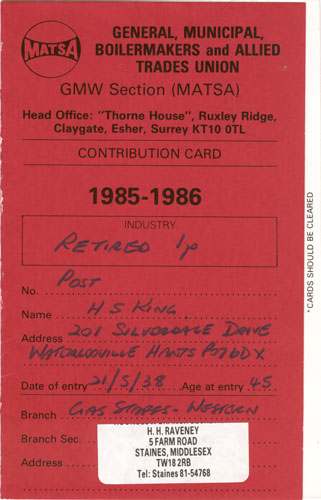 MATSA
GENERAL, MUNICIPAL,
BOILERMAKERS and ALLIED
TRADES UNION
GMW Section (MATSA)
Head Office: "Thorne House", Ruxley Ridge,
Claygate, Esher, Surrey KT10 0TL
CONTRIBUTION CARD
1985-1986
INDUSTRY
RETIRED 1p
No. POST
Name H S KING
Address 201 SILVERDALE DRIVE
WATERLOOVILLE HANTS PO7 6DX
Date of entry 21/5/38 Age at entry 45
Branch GAS STAFFS - WESTERN
Branch Sec. H. H. RAVENEY
Address 5 FARM ROAD
STAINES, MIDDLESEX
TW18 2RB
Tel: Staines 81-54768
*CARDS SHOULD BE CLEARED